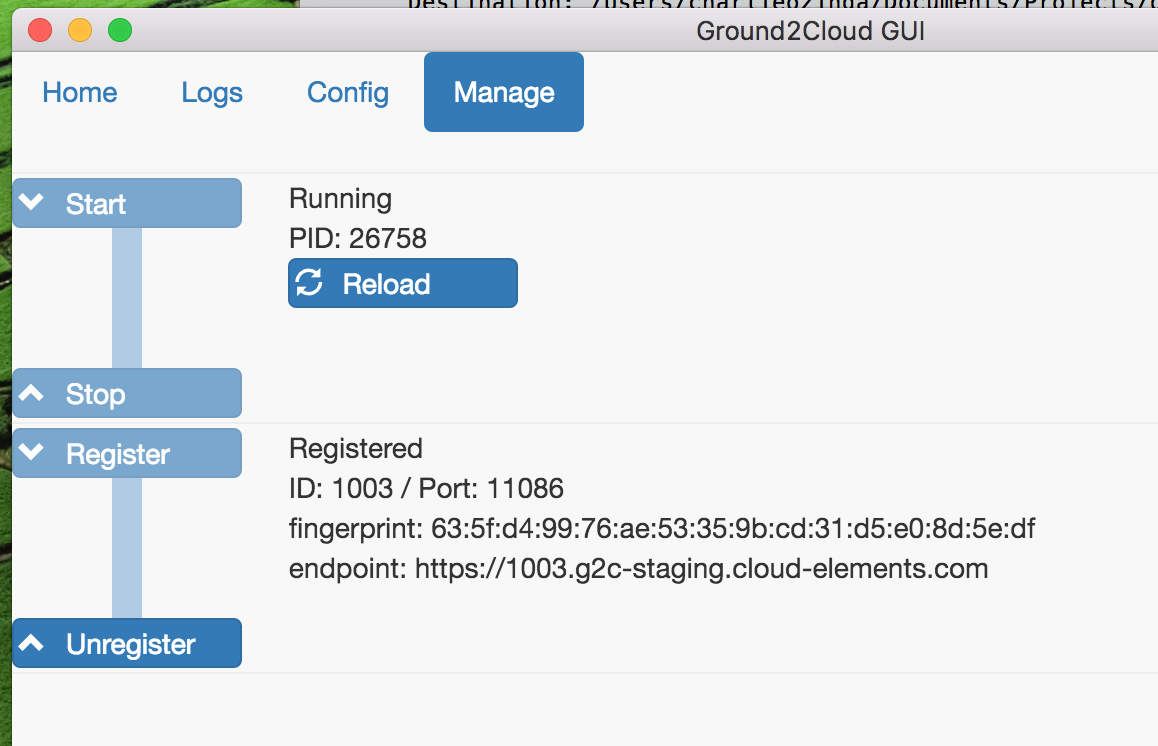 Destination:
Ground2Cloud GUI
Home Logs Config Manage
Start
Running
PID: 26758
Reload
Stop
Register
Registered
ID: 1003 / Port: 11086
fingerprint: 63:5f:d4:99:76:ae:53:35:9b:cd:31:d5:e0:8d:5e:df
endpoint: https://1003.g2c-staging.cloud-elements.com
Unregister